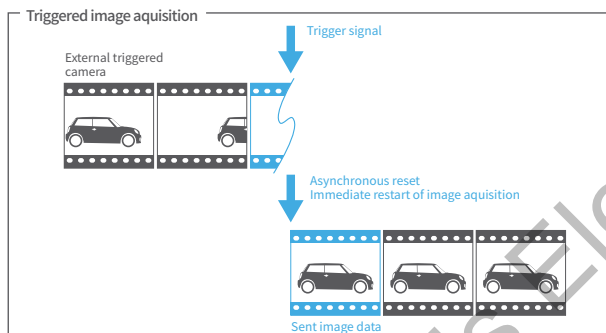 Triggered image aquisition
Trigger signal
External triggered
camera
Asynchronous reset
Immediate restart of image aquisition
Sent image data